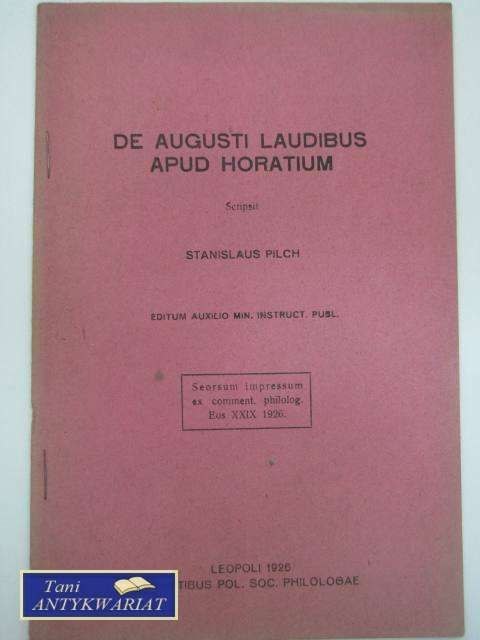 DE AUGUSTI LAUDIBUS
APUD HORATIUM
Scripsit
STANISLAUS PILCH
EDITUM AUXILIO MIN. INSTRUCT. PUBL.
Seorsum impressum
ex comment. philolog.
Eos XXIX 1926.
LEOPOLI 1926
TIBUS POL. SOC. PHILOLOGAE
Tani
ANTYKWARIAT